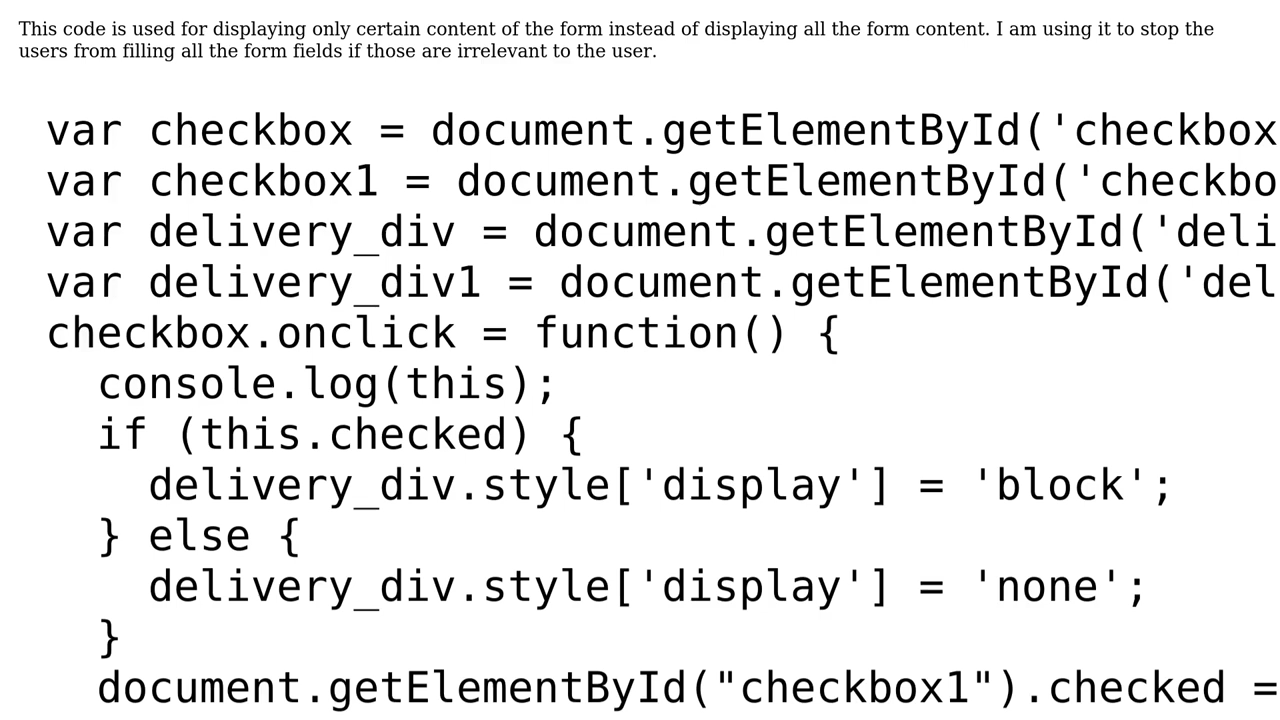 This code is used for displaying only certain content of the form instead of displaying all the form content. I am using it to stop the
users from filling all the form fields if those are irrelevant to the user.
var checkbox = document.getElementById('checkbox
var checkbox1 = document.getElementById('checkbo
var delivery_div = document.getElementById('deli
var delivery_div1 = document.getElementById('del
checkbox.onclick = function() {
  console.log(this);
  if (this.checked) {
    delivery_div.style['display'] = 'block';
  } else {
    delivery_div.style['display'] = 'none';
  }
  document.getElementById("checkbox1").checked =